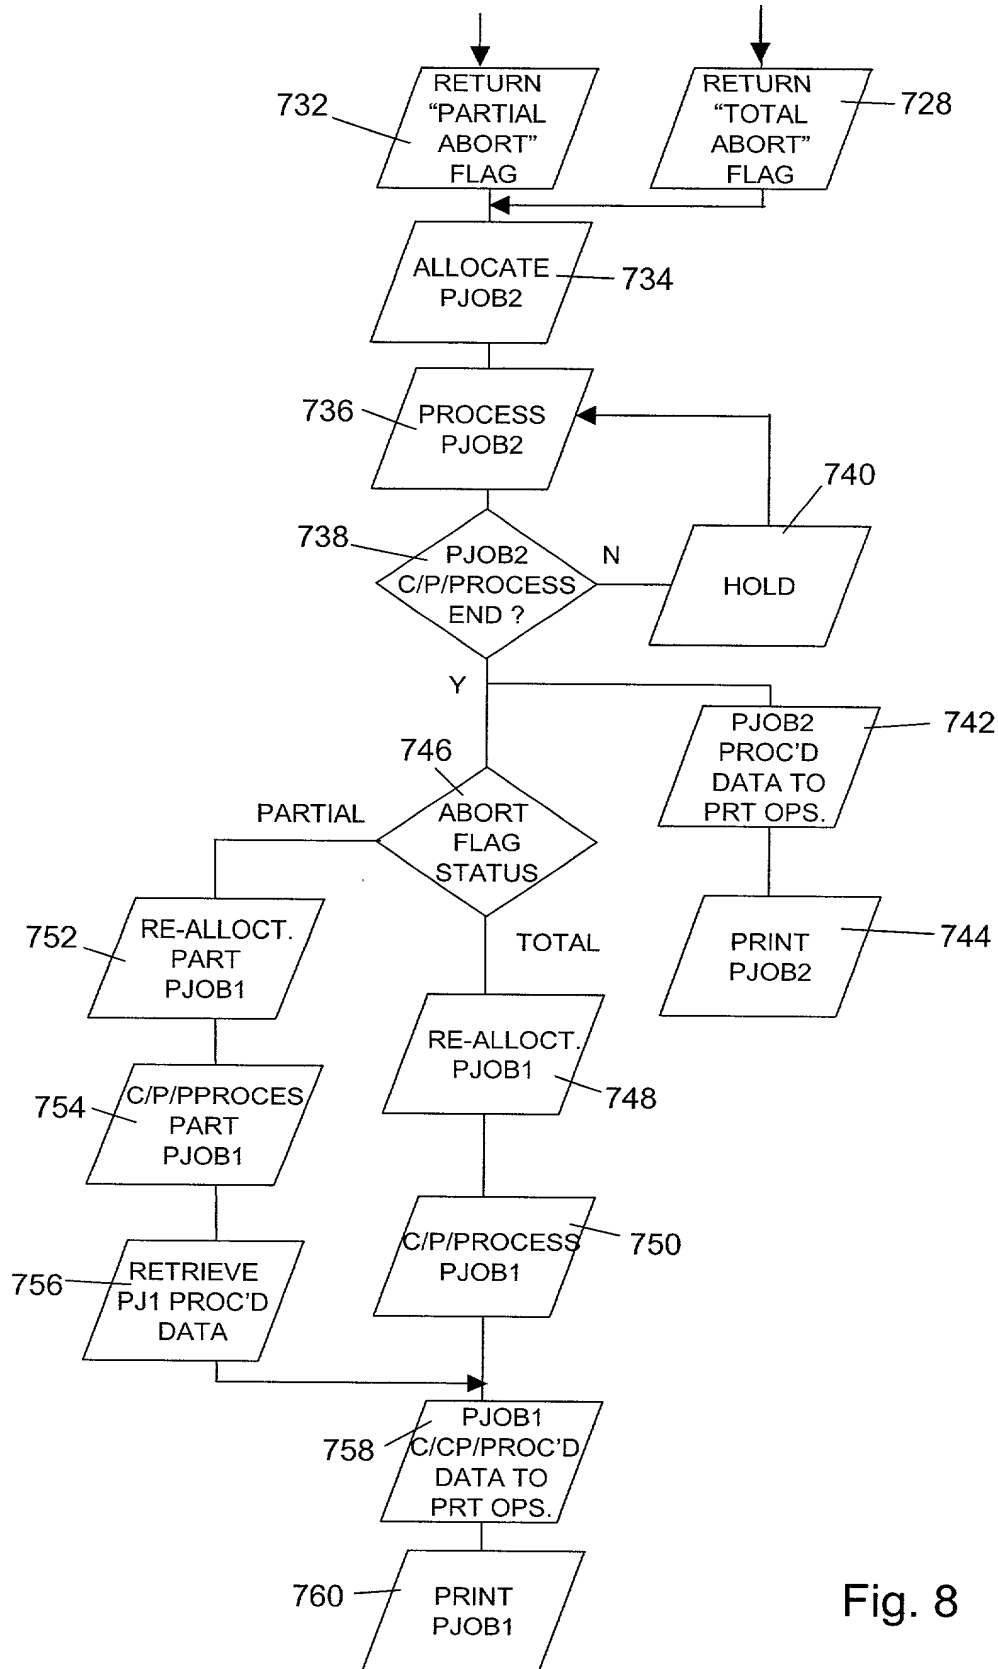 RETURN
“PARTIAL
ABORT”
FLAG
732
RETURN
“TOTAL
ABORT”
FLAG
728
ALLOCATE
PJOB2
734
PROCESS
PJOB2
736
740
738
PJOB2
C/P/PROCESS
END ?
N
HOLD
Y
PJOB2
PROC’D
DATA TO
PRT OPS.
742
746
ABORT
FLAG
STATUS
PARTIAL
TOTAL
752
RE-ALLOCT.
PART
PJOB1
PRINT
PJOB2
744
RE-ALLOCT.
PJOB1
748
754
C/P/PPROCES
PART
PJOB1
C/P/PROCESS
PJOB1
750
756
RETRIEVE
PJ1 PROC’D
DATA
758
PJOB1
C/CP/PROC’D
DATA TO
PRT OPS.
760
PRINT
PJOB1
Fig. 8